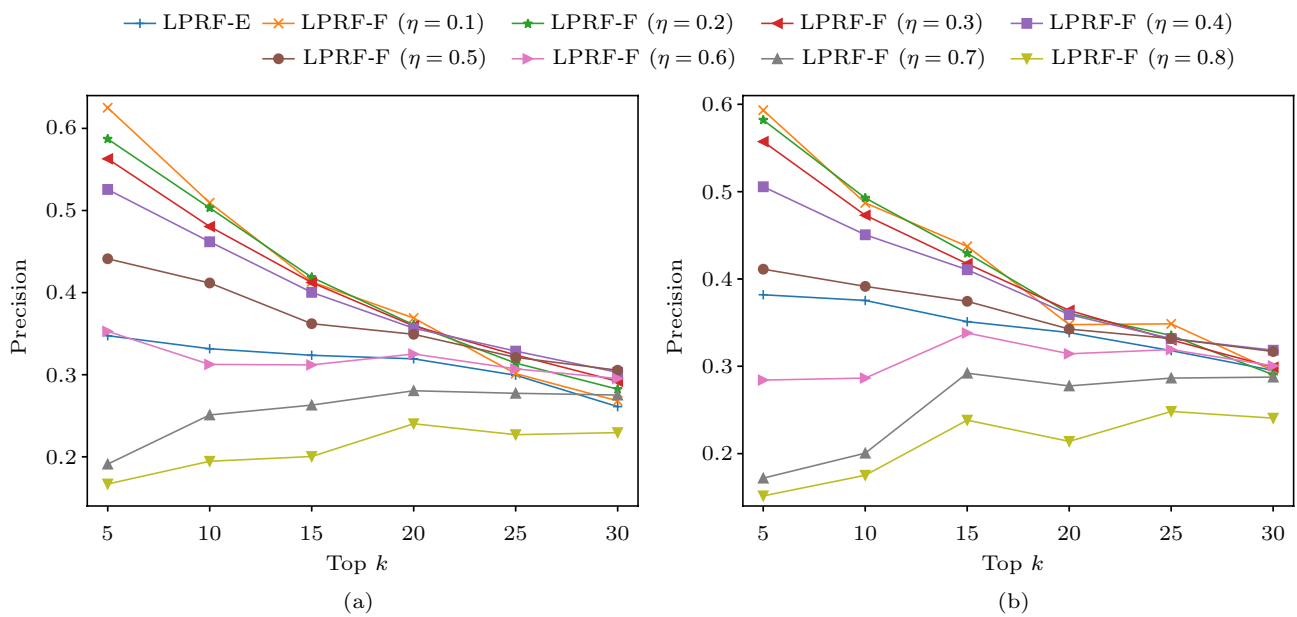 LPRF-E LPRF-F (η = 0.1) LPRF-F (η = 0.2) LPRF-F (η = 0.3) LPRF-F (η = 0.4)
LPRF-F (η = 0.5) LPRF-F (η = 0.6) LPRF-F (η = 0.7) LPRF-F (η = 0.8)
Precision
0.6
0.5
0.4
0.3
0.2
5 10 15 20 25 30
Top k
(a)
Precision
0.6
0.5
0.4
0.3
0.2
5 10 15 20 25 30
Top k
(b)